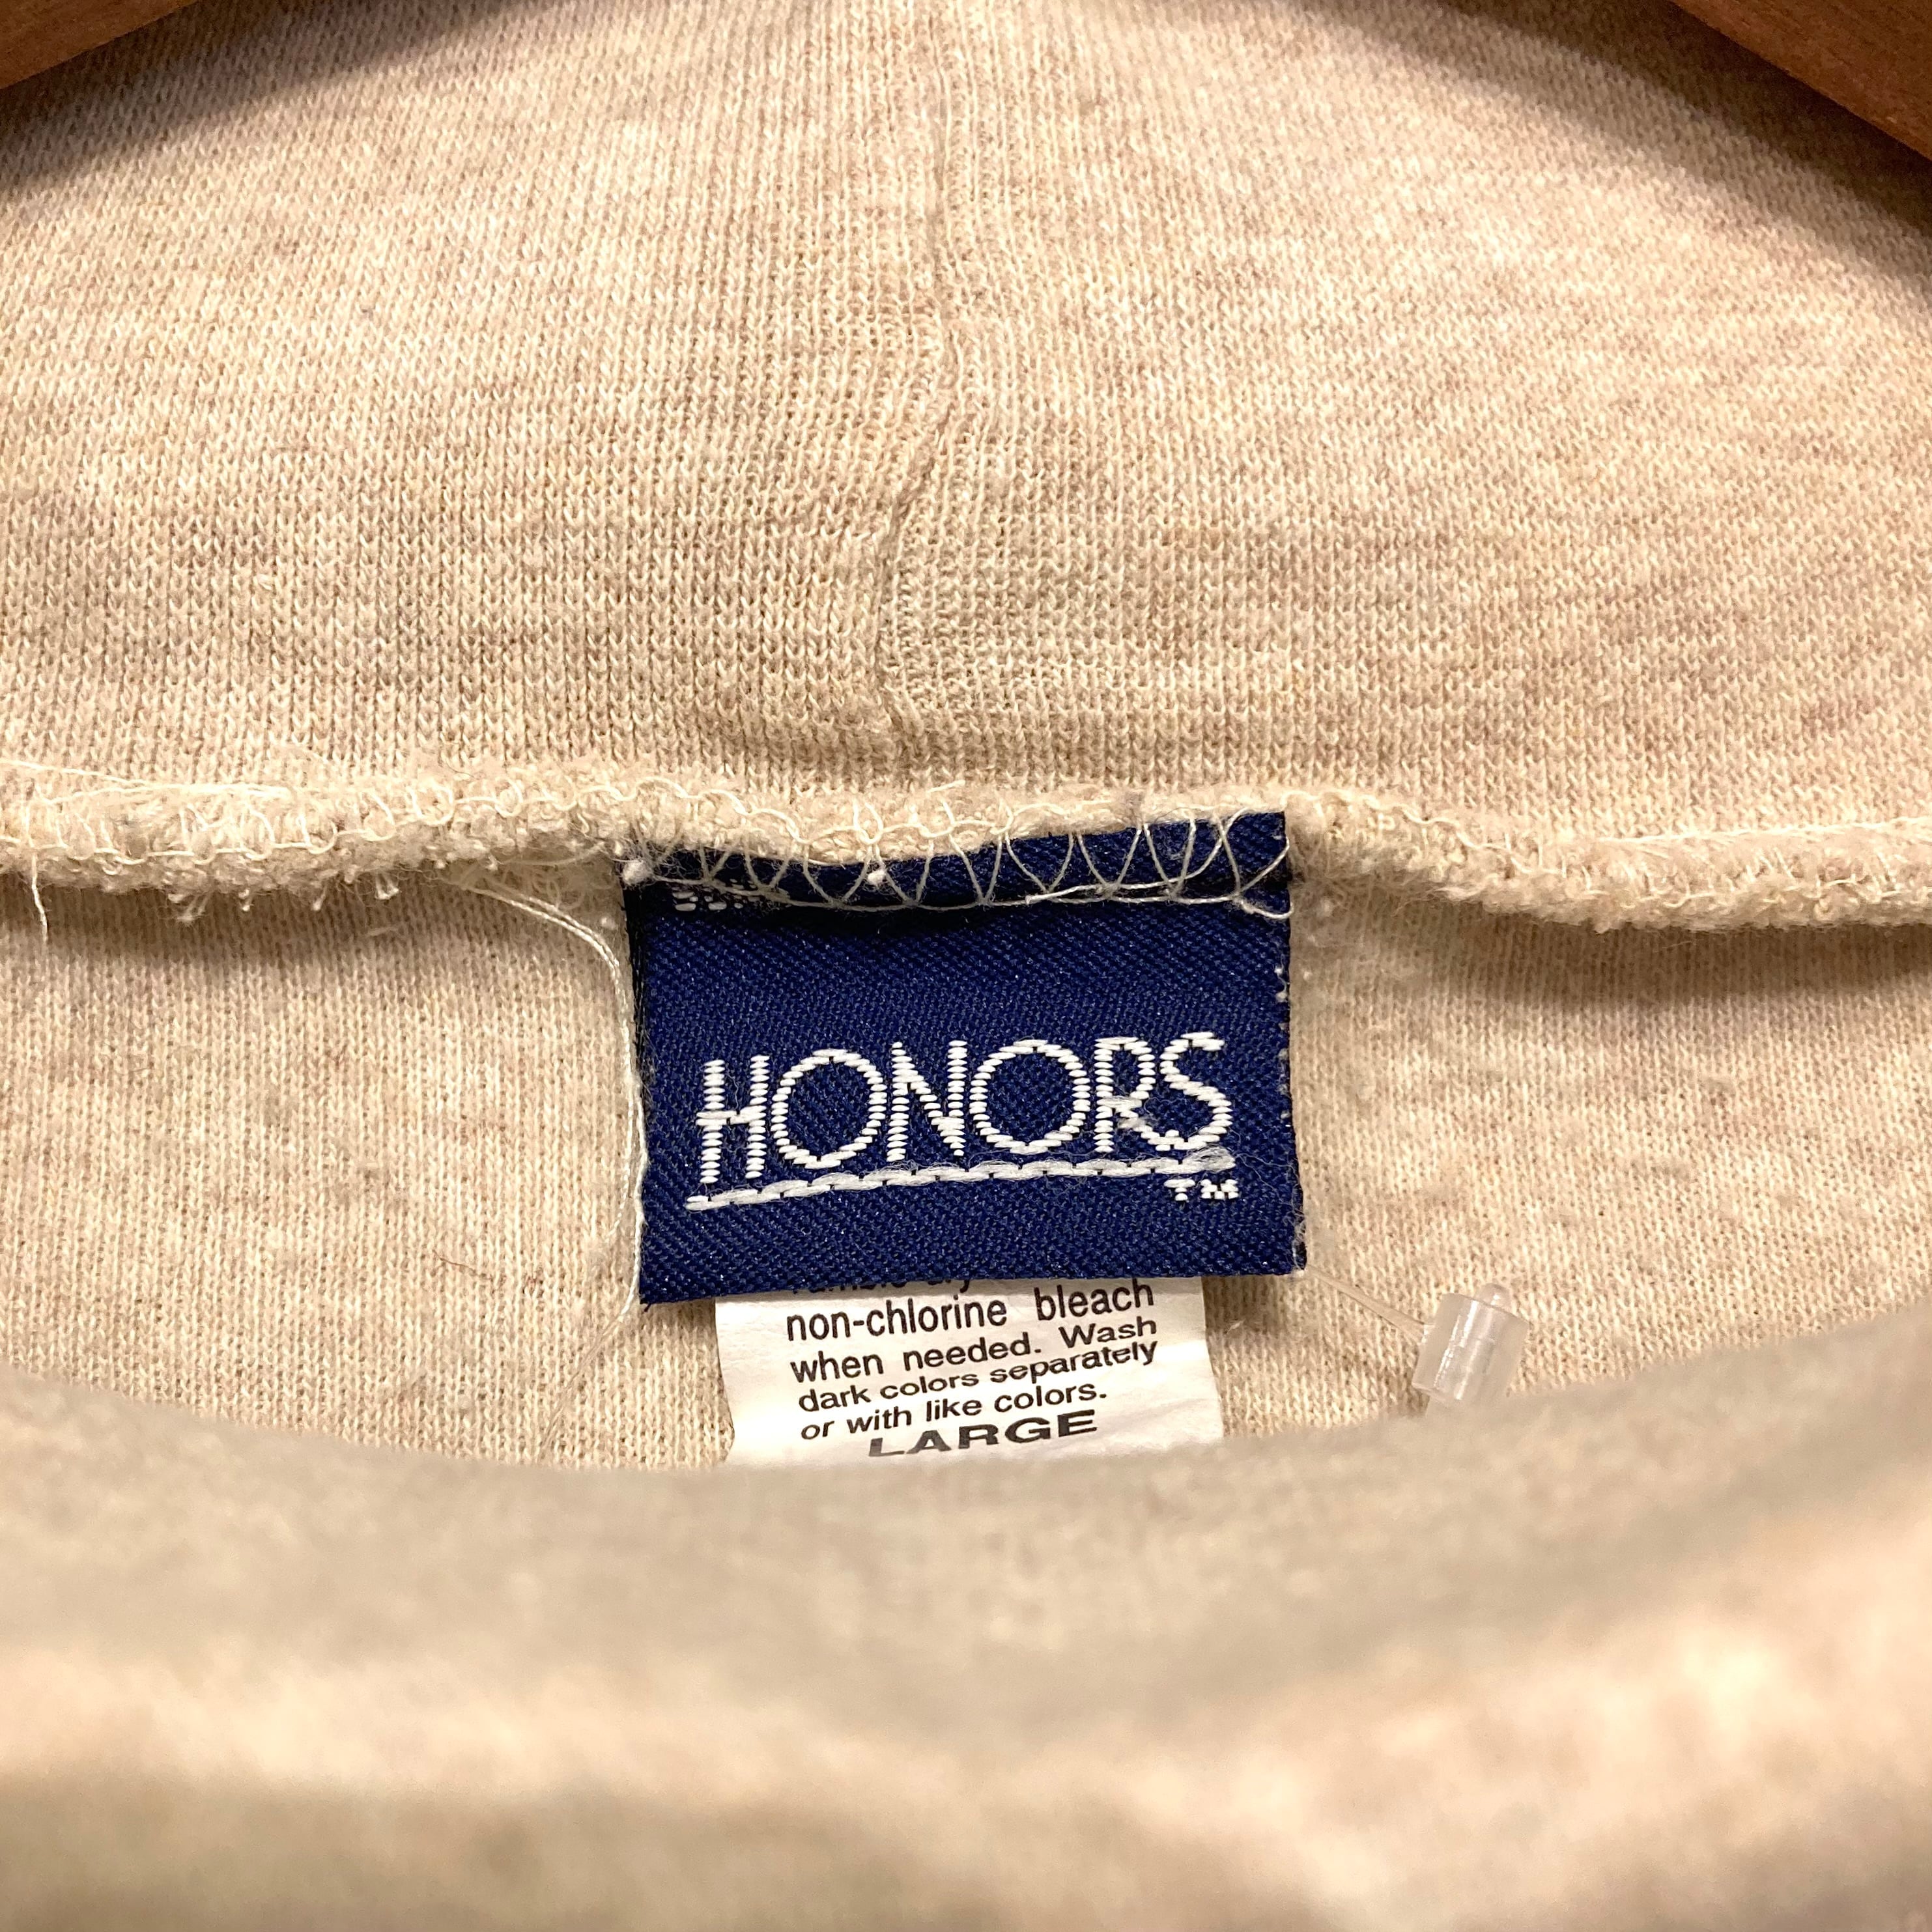 HONORS
TM
non-chlorine bleach
when needed. Wash
dark colors separately
or with like colors.
LARGE